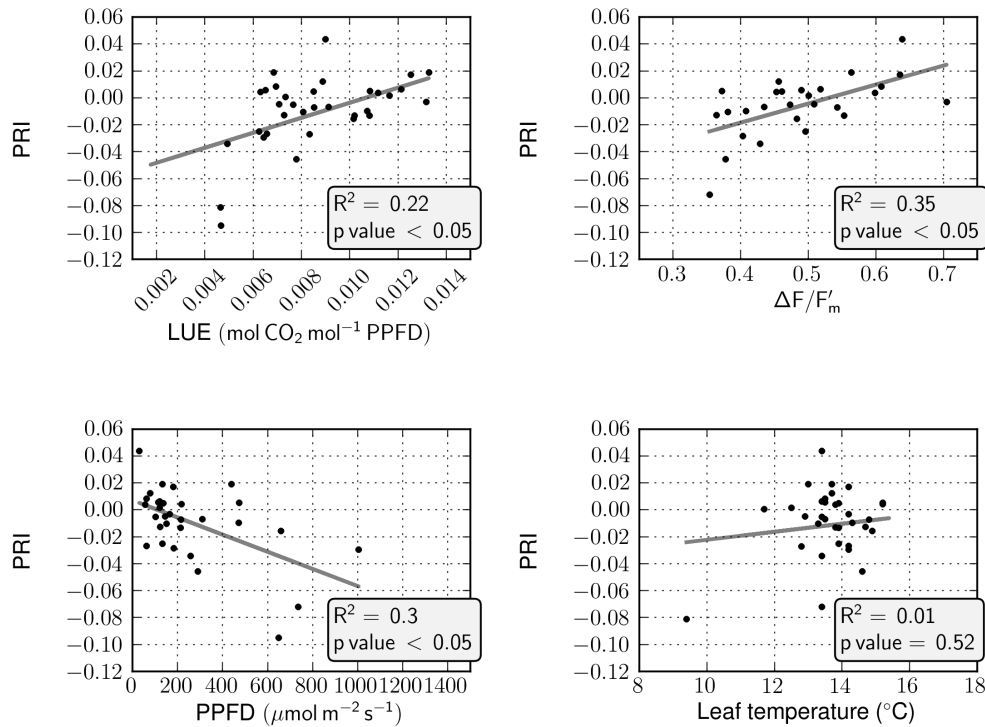 0.06
0.04
0.02
0.00
−0.02
−0.04
−0.06
−0.08
−0.10
−0.12
PRI
R² = 0.22
p value < 0.05
0.002
0.004
0.006
0.008
0.010
0.012
0.014
LUE (mol CO₂ mol⁻¹ PPFD)
0.06
0.04
0.02
0.00
−0.02
−0.04
−0.06
−0.08
−0.10
−0.12
PRI
R² = 0.35
p value < 0.05
0.3 0.4 0.5 0.6 0.7
ΔF/F′ₘ
0.06
0.04
0.02
0.00
−0.02
−0.04
−0.06
−0.08
−0.10
−0.12
PRI
R² = 0.3
p value < 0.05
0 200 400 600 800 1000 1200 1400
PPFD (μmol m⁻² s⁻¹)
0.06
0.04
0.02
0.00
−0.02
−0.04
−0.06
−0.08
−0.10
−0.12
PRI
R² = 0.01
p value = 0.52
8 10 12 14 16 18
Leaf temperature (°C)